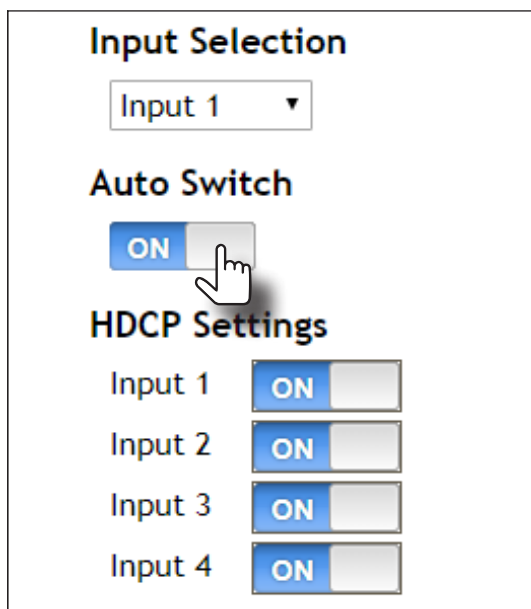 Input Selection
Input 1
Auto Switch
ON
HDCP Settings
Input 1 ON
Input 2 ON
Input 3 ON
Input 4 ON